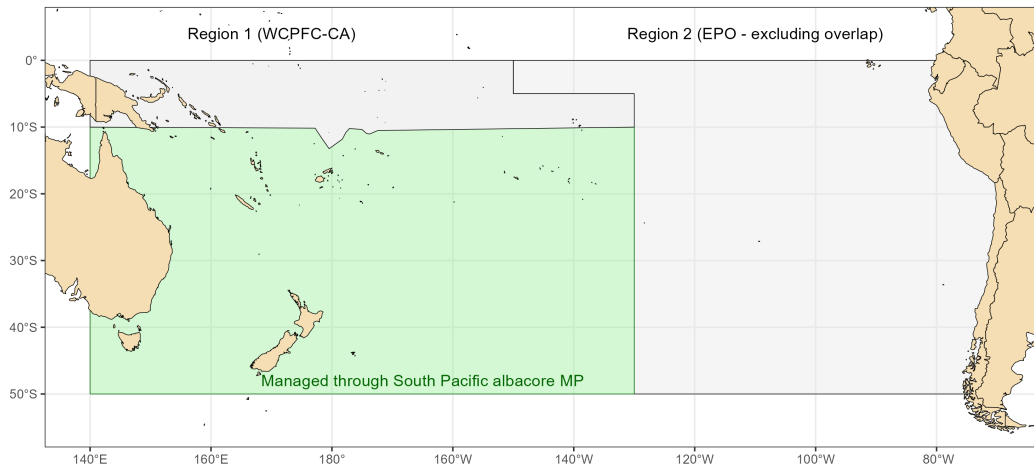 Region 1 (WCPFC-CA)
Region 2 (EPO - excluding overlap)
0°
10°S
20°S
30°S
40°S
50°S
Managed through South Pacific albacore MP
140°E
160°E
180°
160°W
140°W
120°W
100°W
80°W